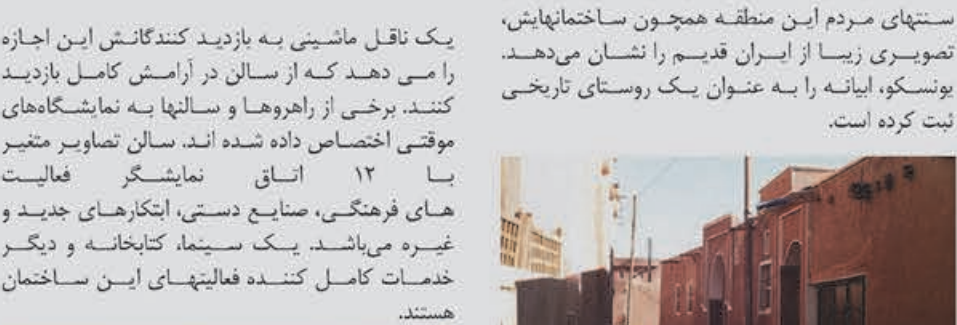 سنتهای مردم این منطقه همچون ساختمانهایش،
تصویری زیبا از ایران قدیم را نشان می‌دهد.
یونسکو، ابیانه را به عنوان یک روستای تاریخی
ثبت کرده است.
یک ناقل ماشینی به بازدید کنندگانش این اجازه
را می دهد که از سالن در آرامش کامل بازدید
کنند. برخی از راهروها و سالنها به نمایشگاه‌های
موقتی اختصاص داده شده اند. سالن تصاویر متغیر
با ۱۲ اتاق نمایشگر فعالیت
های فرهنگی، صنایع دستی، ابتکارهای جدید و
غیره می‌باشد. یک سینما، کتابخانه و دیگر
خدمات کامل کننده فعالیتهای این ساختمان
هستند.